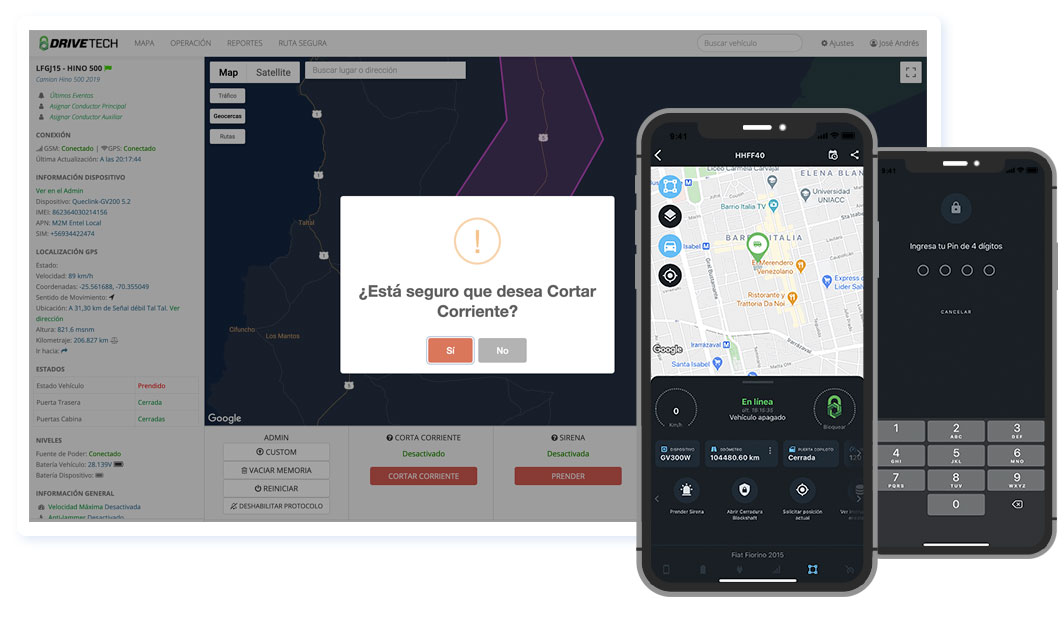 DRIVETECH
MAPA
OPERACIÓN
REPORTES
RUTA SEGURA
Buscar vehículo
Ajustes
José Andrés
LFGJ15 - HINO 500
Camion Hino 500 2019
Últimos Eventos
Asignar Conductor Principal
Asignar Conductor Auxiliar
CONEXIÓN
GSM: Conectado | GPS: Conectado
Última Actualización: A las 20:17:44
INFORMACIÓN DISPOSITIVO
Ver en el Admin
Dispositivo: Queclink-GV200 5.2
IMEI: 862364030214156
APN: M2M Entel Local
SIM: +56934422474
LOCALIZACIÓN GPS
Estado:
Velocidad: 89 km/h
Coordenadas: -25.561688, -70.355049
Sentido de Movimiento:
Ubicación: A 31,30 km de Señal débil Tal Tal. Ver
dirección
Altura: 821.6 msnm
Kilometraje: 206.827 km
Ir hacia:
ESTADOS
Estado Vehículo Prendido
Puerta Trasera Cerrada
Puertas Cabina Cerradas
NIVELES
Fuente de Poder: Conectado
Batería Vehículo: 28.139V
Batería Dispositivo:
INFORMACIÓN GENERAL
Velocidad Máxima Desactivada
Anti-Jammer Desactivado
Map
Satellite
Buscar lugar o dirección
Tráfico
Geocercas
Rutas
5
1
1
1
5
Taltal
Cifuncho
Los Mantos
Google
¿Está seguro que desea Cortar
Corriente?
Sí
No
ADMIN
CUSTOM
VACIAR MEMORIA
REINICIAR
DESHABILITAR PROTOCOLO
CORTA CORRIENTE
Desactivado
CORTAR CORRIENTE
SIRENA
Desactivada
PRENDER
9:41
HHFF40
Liceo Carmela Carvajal
ELENA BLAN
Universidad
UNIACC
Barrio Italia TV
Isabel
BARRIO ITALIA
El Merendero
Venezolano
Express de
Lider Salv
Ristorante y
Trattoria Da Noi
Irarrázaval
Irarrázaval
Santa Isabel
Google
0
Km/h
En línea
Vehículo apagado
Bloquear
DISPOSITIVO
GV300W
ODÓMETRO
104480.60 km
PUERTA COPILOTO
Cerrada
Prender Sirena
Abrir Cerradura
Blockshaft
Solicitar posición
actual
Fiat Fiorino 2015
9:41
Ingresa tu Pin de 4 dígitos
CANCELAR
1
2
ABC
3
DEF
4
GHI
5
JKL
6
MNO
7
PQRS
8
TUV
9
WXYZ
0